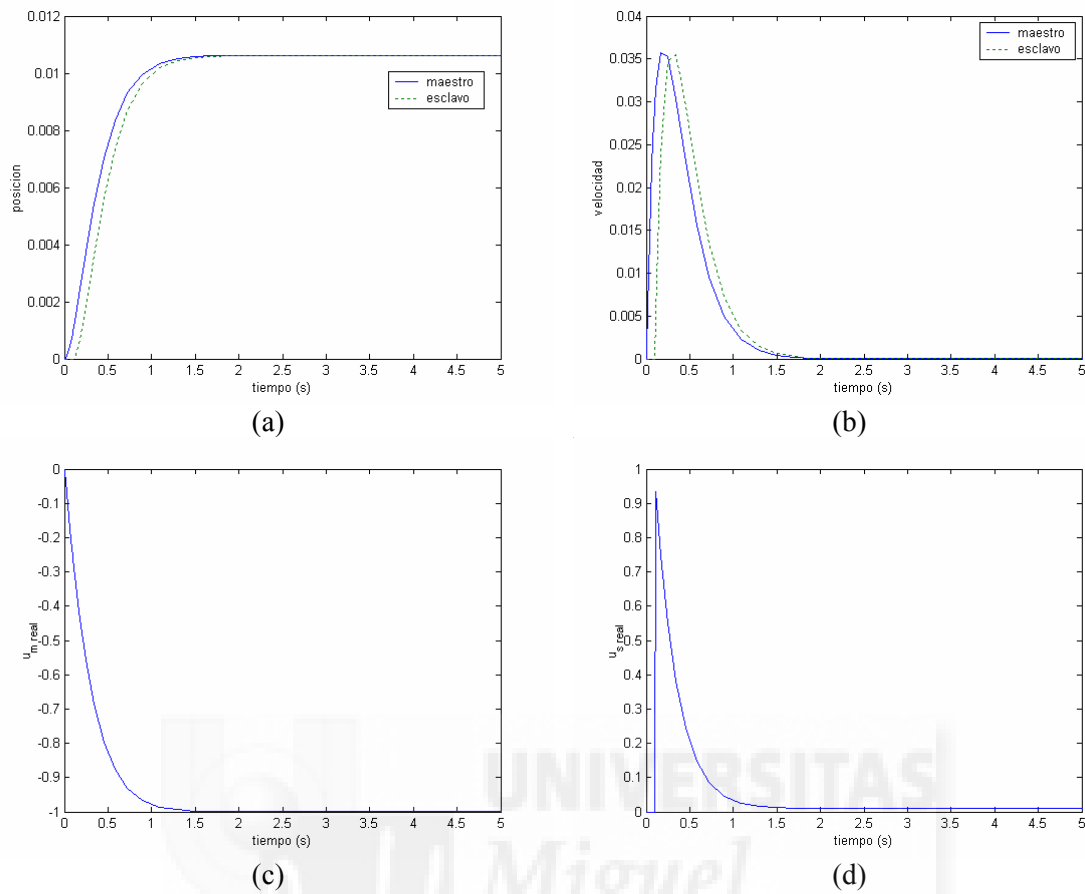 0.012
0.01
0.008
0.006
0.004
0.002
0
posicion
maestro
esclavo
0 0.5 1 1.5 2 2.5 3 3.5 4 4.5 5
tiempo (s)
(a)
0.04
0.035
0.03
0.025
0.02
0.015
0.01
0.005
0
velocidad
maestro
esclavo
0 0.5 1 1.5 2 2.5 3 3.5 4 4.5 5
tiempo (s)
(b)
0
-0.1
-0.2
-0.3
-0.4
-0.5
-0.6
-0.7
-0.8
-0.9
-1
u_m real
0 0.5 1 1.5 2 2.5 3 3.5 4 4.5 5
tiempo (s)
(c)
1
0.9
0.8
0.7
0.6
0.5
0.4
0.3
0.2
0.1
0
u_s real
0 0.5 1 1.5 2 2.5 3 3.5 4 4.5 5
tiempo (s)
(d)
UNIVERSITAS
Miguel